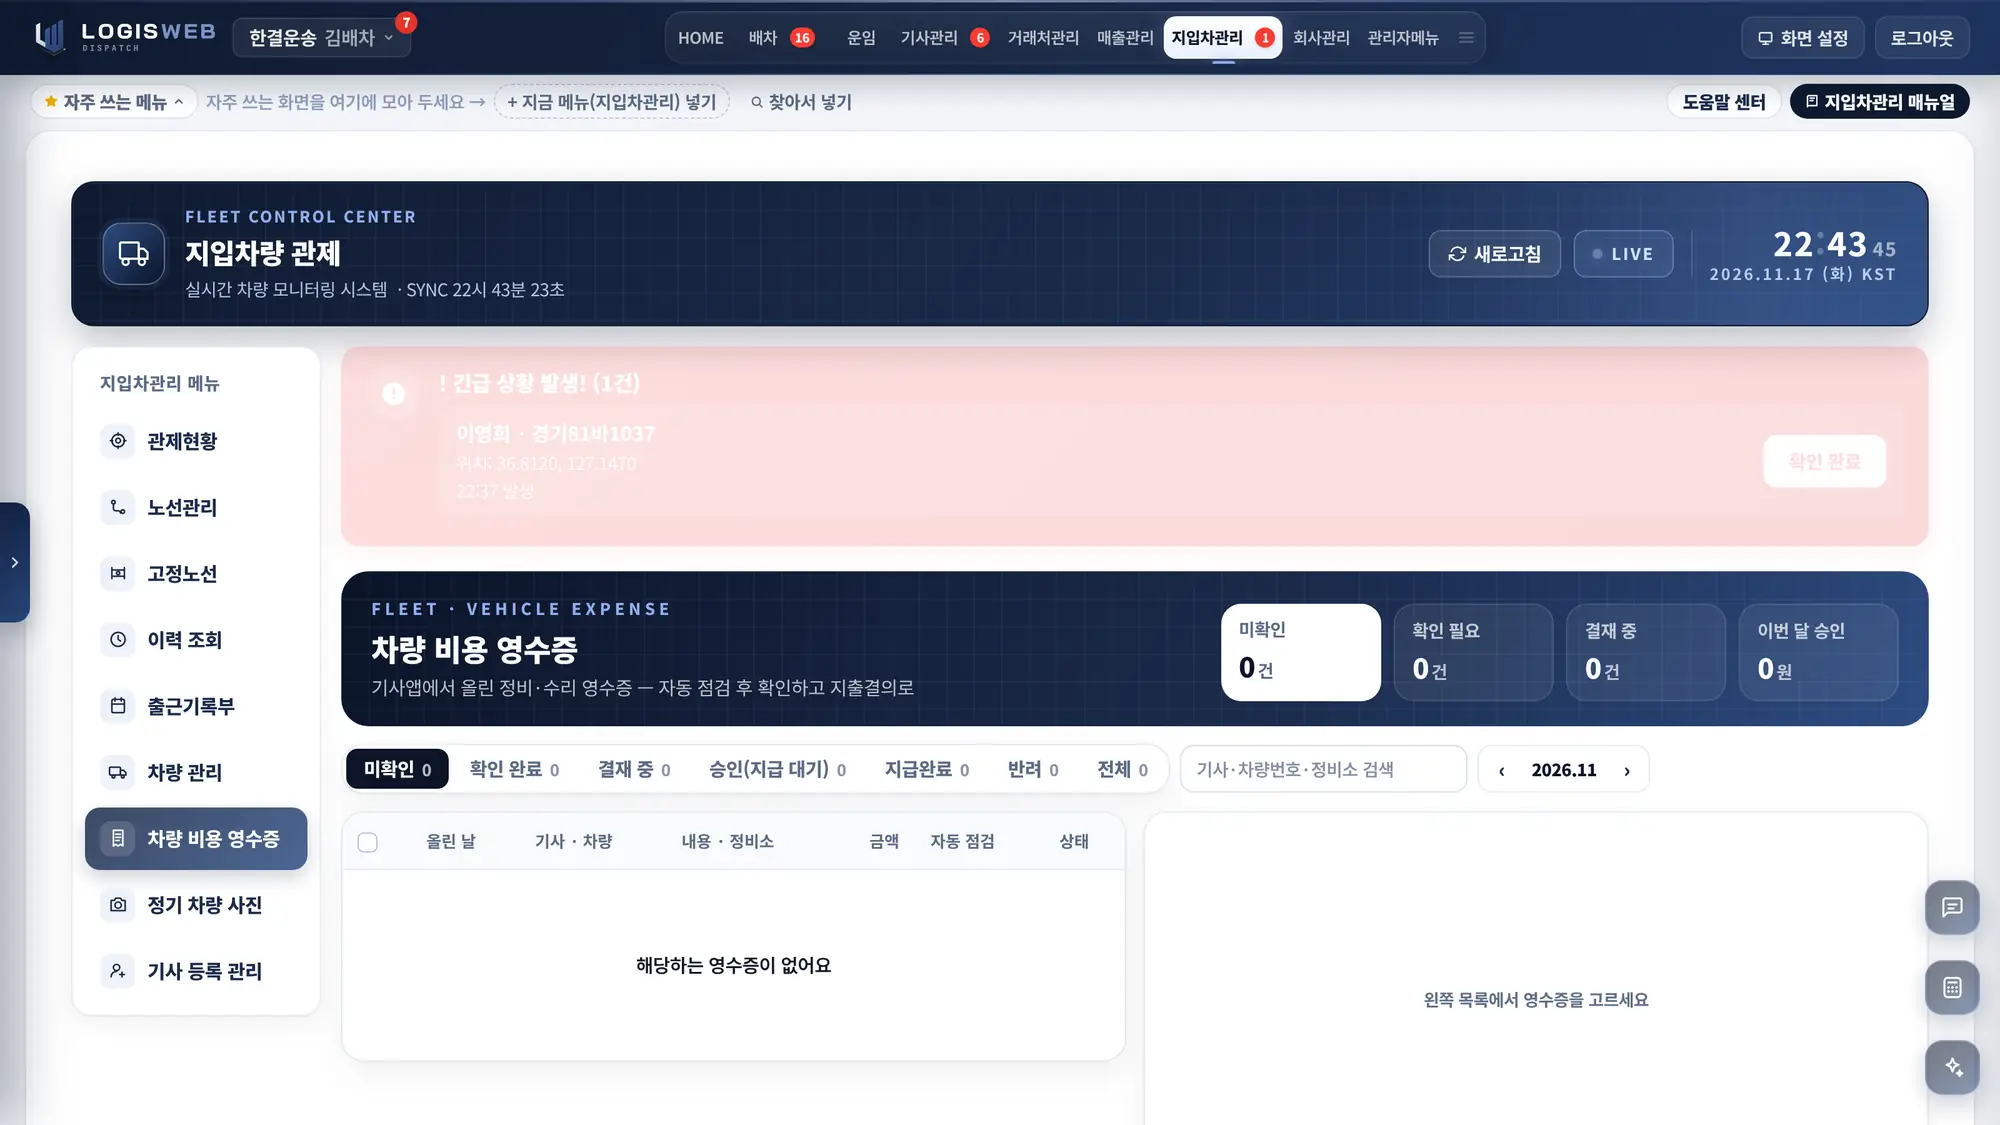 LOGISWEB
DISPATCH
한결운송 김배차
7
HOME
배차 16
운임
기사관리 6
거래처관리
매출관리
지입차관리 1
회사관리
관리자메뉴
화면 설정
로그아웃
자주 쓰는 메뉴
자주 쓰는 화면을 여기에 모아 두세요 →
+ 지금 메뉴(지입차관리) 넣기
찾아서 넣기
도움말 센터
지입차관리 매뉴얼
FLEET CONTROL CENTER
지입차량 관제
실시간 차량 모니터링 시스템 · SYNC 22시 43분 23초
새로고침
LIVE
22:43 45
2026.11.17 (화) KST
지입차관리 메뉴
관제현황
노선관리
고정노선
이력 조회
출근기록부
차량 관리
차량 비용 영수증
정기 차량 사진
기사 등록 관리
! 긴급 상황 발생! (1건)
이영희 · 경기81바1037
위치: 36.8120, 127.1470
22:37 발생
확인 완료
FLEET · VEHICLE EXPENSE
차량 비용 영수증
기사앱에서 올린 정비·수리 영수증 — 자동 점검 후 확인하고 지출결의로
미확인
0건
확인 필요
0건
결재 중
0건
이번 달 승인
0원
미확인 0
확인 완료 0
결재 중 0
승인(지급 대기) 0
지급완료 0
반려 0
전체 0
기사·차량번호·정비소 검색
‹ 2026.11 ›
올린 날
기사 · 차량
내용 · 정비소
금액
자동 점검
상태
해당하는 영수증이 없어요
왼쪽 목록에서 영수증을 고르세요